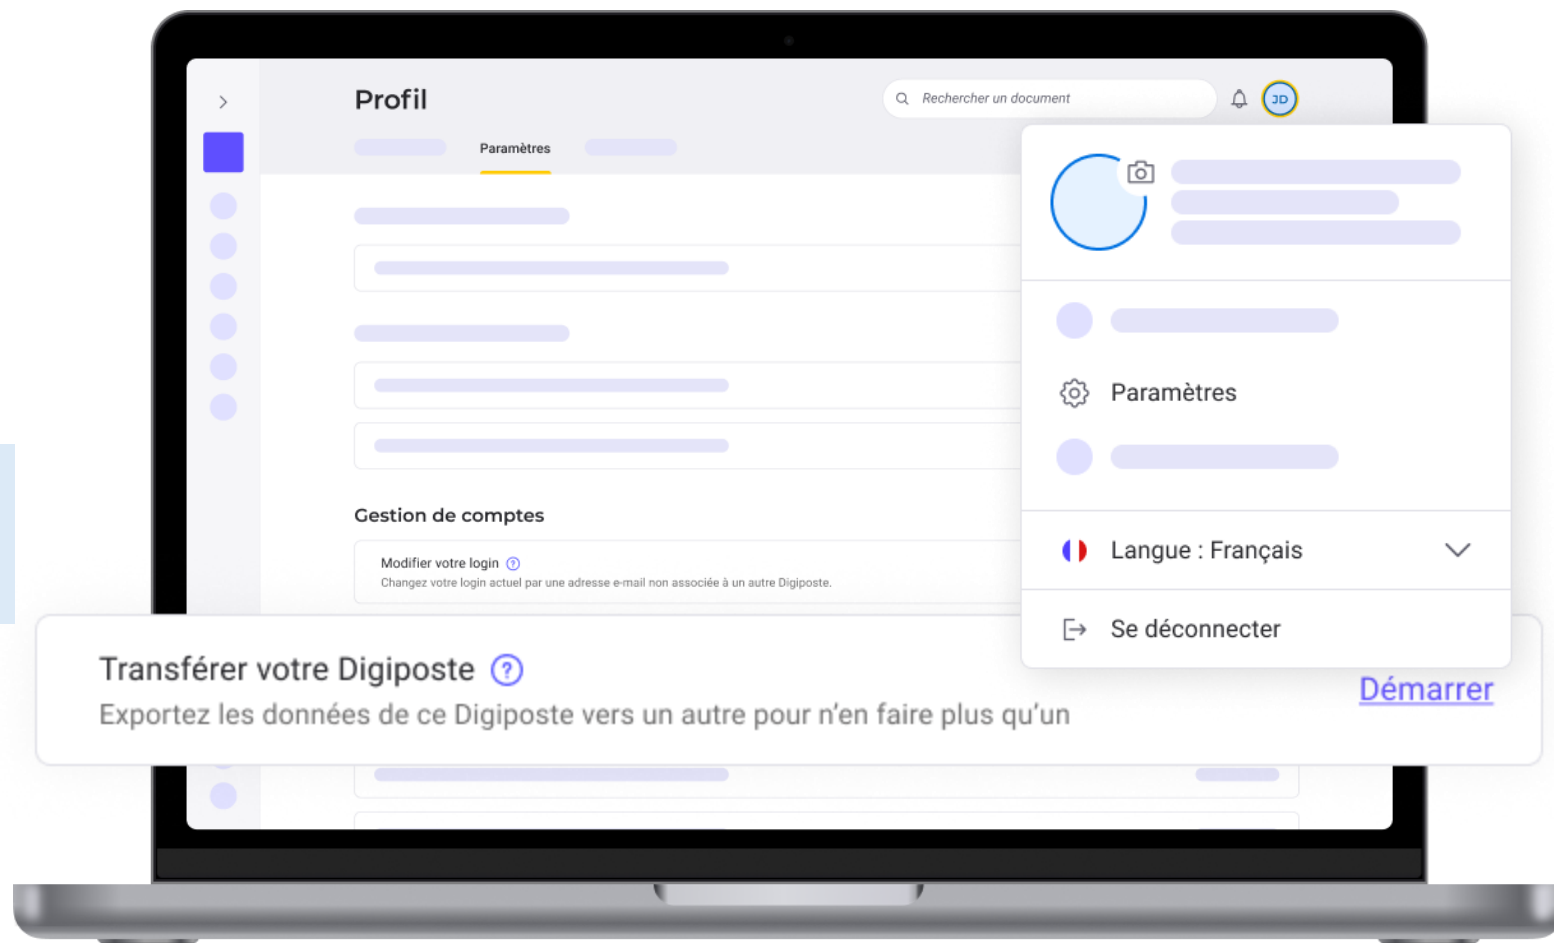 Profil
Rechercher un document
JD
Paramètres
Paramètres
Gestion de comptes
Modifier votre login ?
Changez votre login actuel par une adresse e-mail non associée à un autre Digiposte.
Langue : Français
Se déconnecter
Transférer votre Digiposte ?
Exportez les données de ce Digiposte vers un autre pour n’en faire plus qu’un
Démarrer